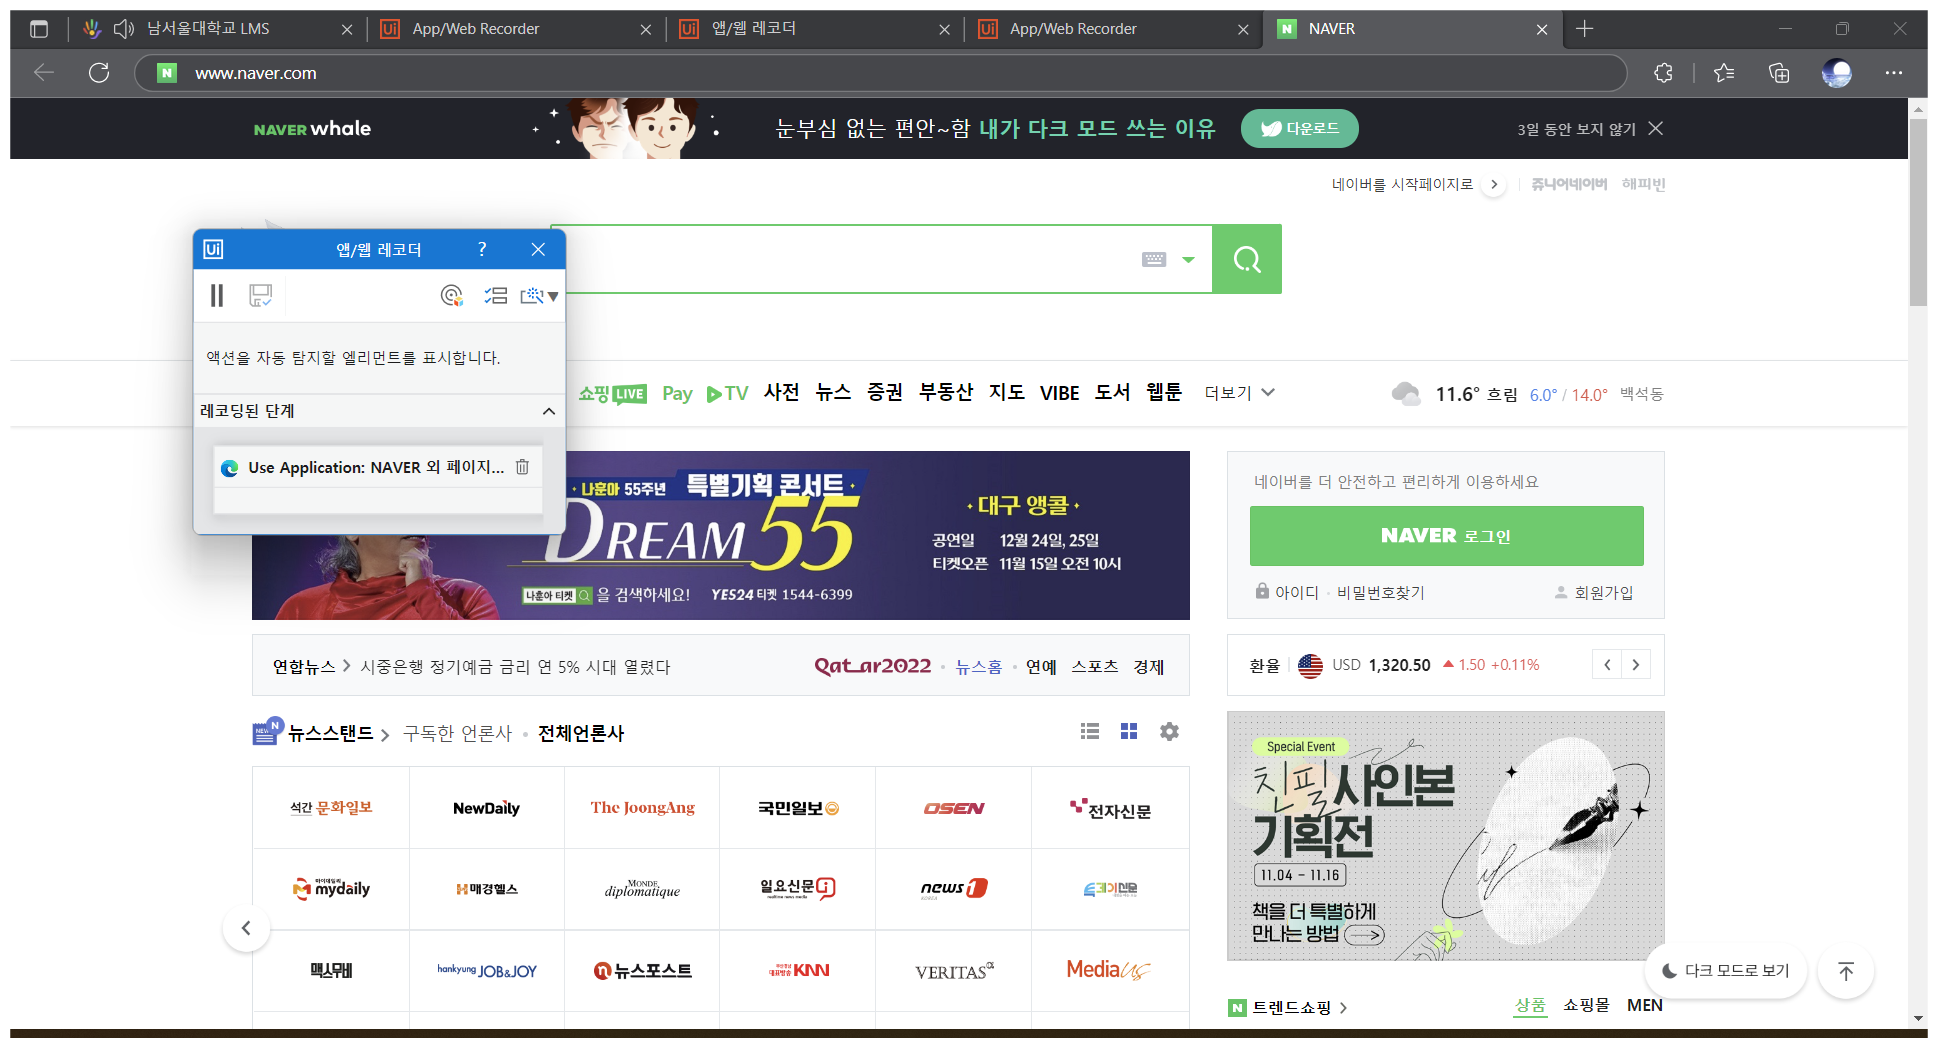 남서울대학교 LMS
App/Web Recorder
앱/웹 레코더
App/Web Recorder
NAVER
www.naver.com
NAVER whale
눈부심 없는 편안~함 내가 다크 모드 쓰는 이유
다운로드
3일 동안 보지 않기
네이버를 시작페이지로
쥬니어네이버 해피빈
Ui 앱/웹 레코더 ?
액션을 자동 탐지할 엘리먼트를 표시합니다.
레코딩된 단계
Use Application: NAVER 외 페이지...
쇼핑 LIVE Pay TV 사전 뉴스 증권 부동산 지도 VIBE 도서 웹툰 더보기
11.6° 흐림 6.0° / 14.0° 백석동
나훈아 55주년 특별기획 콘서트
DREAM 55
나훈아 티켓 을 검색하세요! YES24 티켓 1544-6399
대구 앵콜
공연일 12월 24일, 25일
티켓오픈 11월 15일 오전 10시
네이버를 더 안전하고 편리하게 이용하세요
NAVER 로그인
아이디 · 비밀번호찾기 회원가입
연합뉴스 > 시중은행 정기예금 금리 연 5% 시대 열렸다
Qatar2022 · 뉴스홈 · 연예 스포츠 경제
환율 USD 1,320.50 ▲ 1.50 +0.11%
뉴스스탠드 > 구독한 언론사 · 전체언론사
석간 문화일보 NewDaily The JoongAng 국민일보 OSEN 전자신문
마이데일리 mydaily 매경헬스 MONDE diplomatique 일요신문 realtime news media news1 KOREA
맥스무비 hankyung JOB&JOY 뉴스포스트 KNN VERITAS α Media us
Special Event
친필 사인본
기획전
11.04 – 11.16
책을 더 특별하게
만나는 방법
다크 모드로 보기
N 트렌드쇼핑 >
상품 쇼핑몰 MEN